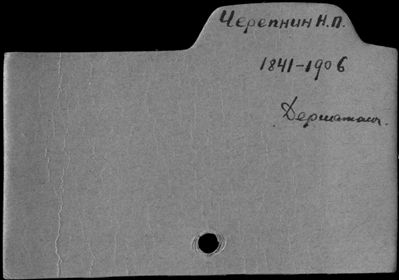 Черепнин Н.П.
1841-1906
Дерматол.